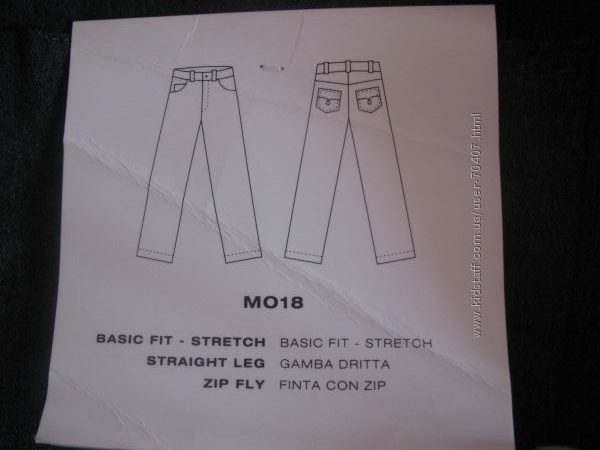 MO18
BASIC FIT - STRETCH BASIC FIT - STRETCH
STRAIGHT LEG GAMBA DRITTA
ZIP FLY FINTA CON ZIP
www.kidstaff.com.ua/user-70407.html